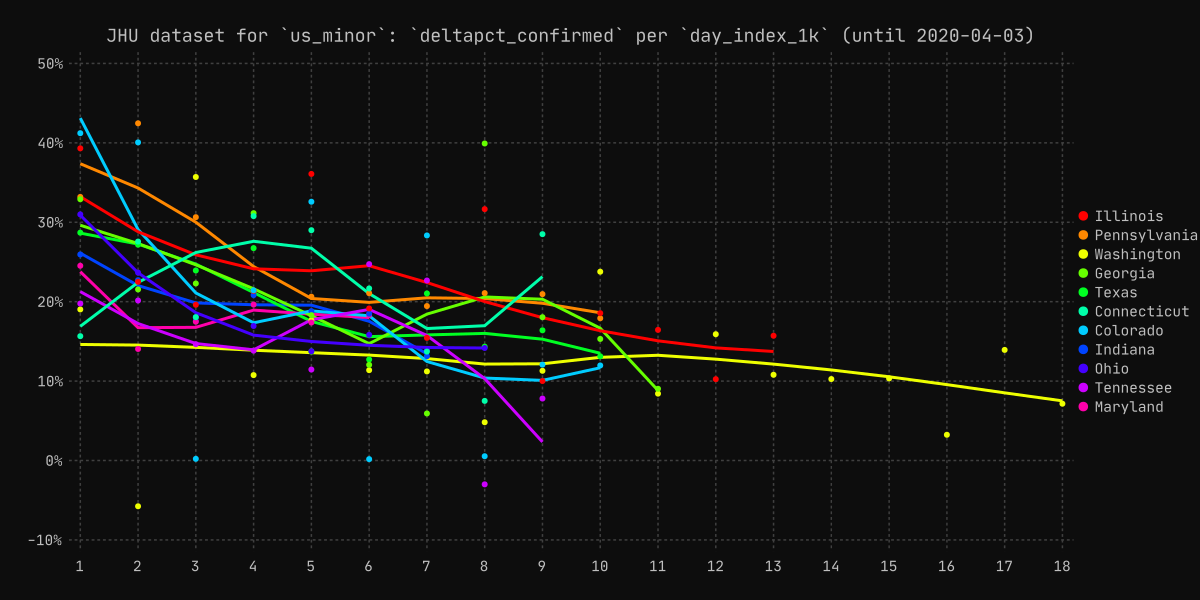 JHU dataset for `us_minor`: `deltapct_confirmed` per `day_index_1k` (until 2020-04-03)
50%
40%
30%
20%
10%
0%
-10%
1 2 3 4 5 6 7 8 9 10 11 12 13 14 15 16 17 18
Illinois
Pennsylvania
Washington
Georgia
Texas
Connecticut
Colorado
Indiana
Ohio
Tennessee
Maryland